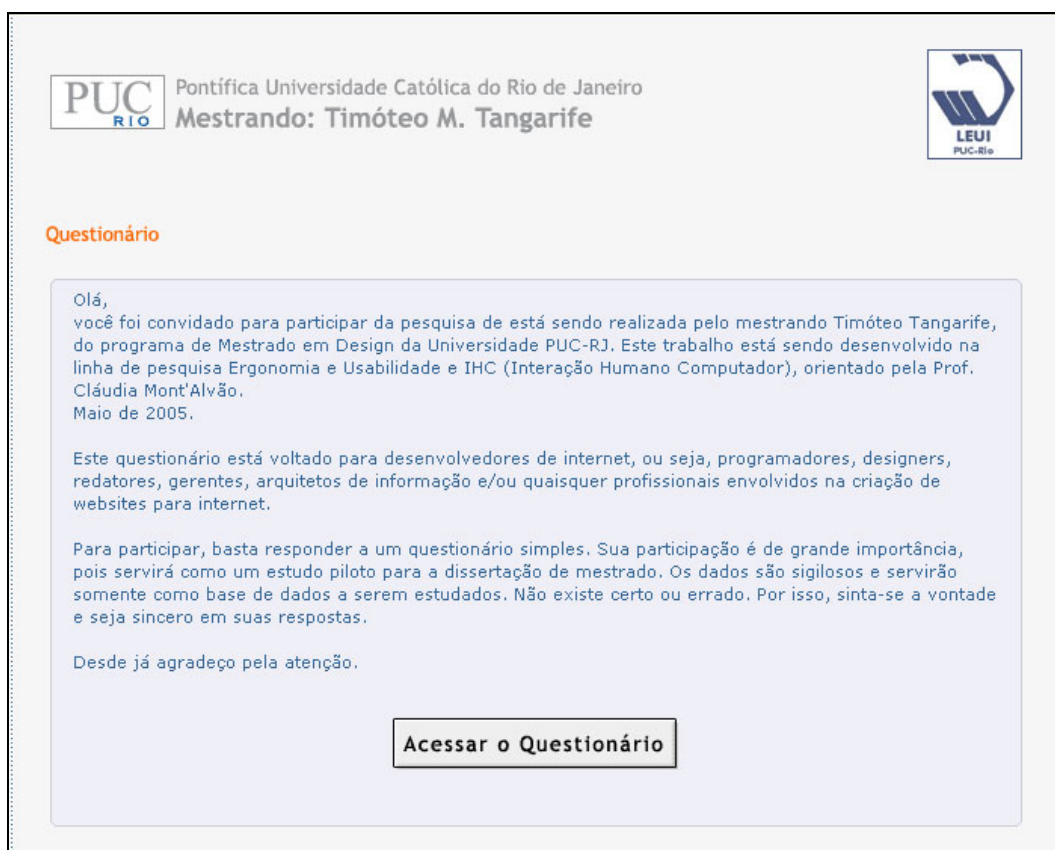 PUC
RIO
Pontífica Universidade Católica do Rio de Janeiro
Mestrando: Timóteo M. Tangarife
LEUI
PUC-Rio
Questionário
Olá,
você foi convidado para participar da pesquisa de está sendo realizada pelo mestrando Timóteo Tangarife,
do programa de Mestrado em Design da Universidade PUC-RJ. Este trabalho está sendo desenvolvido na
linha de pesquisa Ergonomia e Usabilidade e IHC (Interação Humano Computador), orientado pela Prof.
Cláudia Mont'Alvão.
Maio de 2005.
Este questionário está voltado para desenvolvedores de internet, ou seja, programadores, designers,
redatores, gerentes, arquitetos de informação e/ou quaisquer profissionais envolvidos na criação de
websites para internet.
Para participar, basta responder a um questionário simples. Sua participação é de grande importância,
pois servirá como um estudo piloto para a dissertação de mestrado. Os dados são sigilosos e servirão
somente como base de dados a serem estudados. Não existe certo ou errado. Por isso, sinta-se a vontade
e seja sincero em suas respostas.
Desde já agradeço pela atenção.
Acessar o Questionário